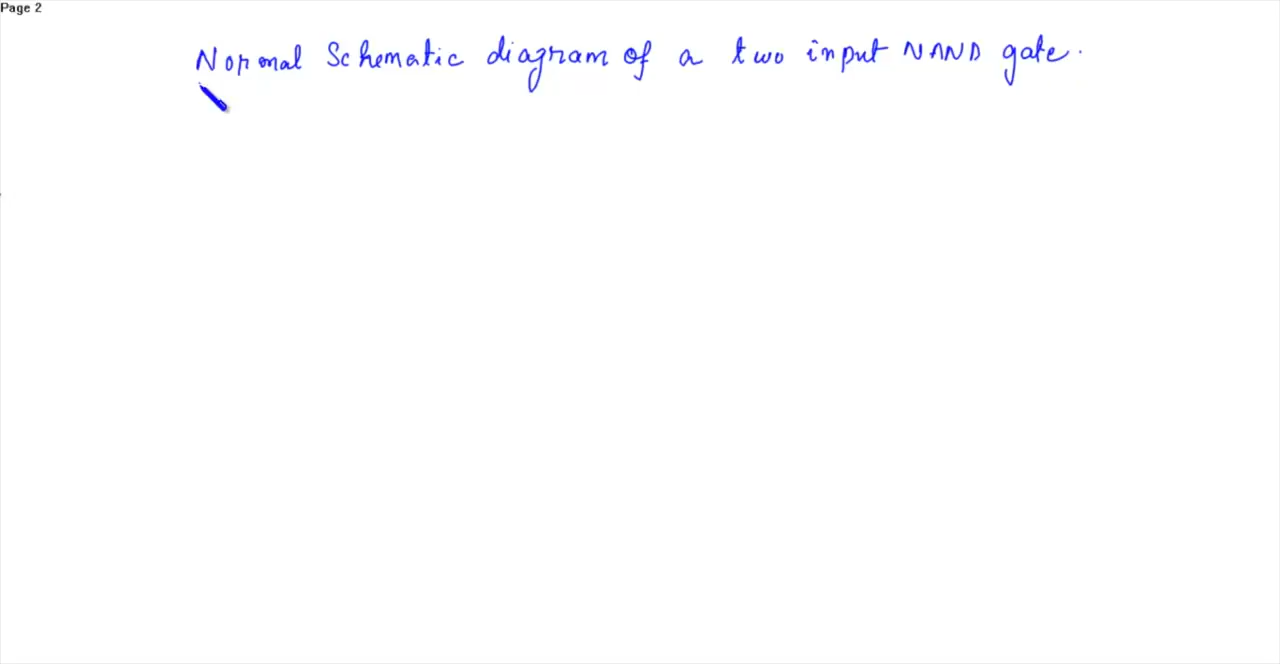 Page 2
Normal Schematic diagram of a two input NAND gate.